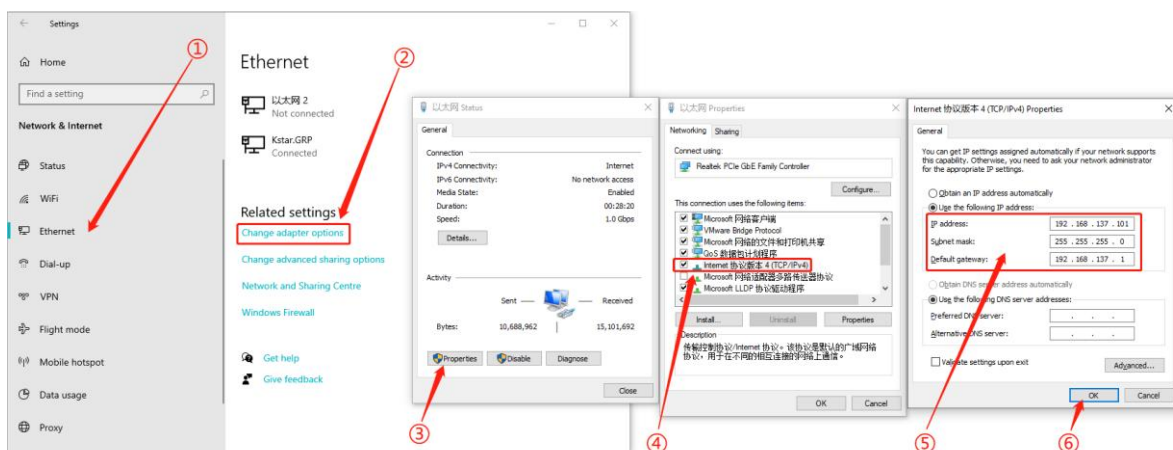 Settings
Home
Find a setting
Network & Internet
Status
WiFi
Ethernet
Dial-up
VPN
Flight mode
Mobile hotspot
Data usage
Proxy
①
Ethernet
以太网 2
Not connected
Kstar.GRP
Connected
②
Related settings
Change adapter options
Change advanced sharing options
Network and Sharing Centre
Windows Firewall
Get help
Give feedback
以太网 Status
General
Connection
IPv4 Connectivity: Internet
IPv6 Connectivity: No network access
Media State: Enabled
Duration: 00:28:20
Speed: 1.0 Gbps
Details...
Activity
Sent Received
Bytes: 10,688,962 15,101,692
Properties Disable Diagnose
Close
③
以太网 Properties
Networking Sharing
Connect using:
Realtek PCIe GbE Family Controller
Configure...
This connection uses the following items:
Microsoft 网络客户端
VMware Bridge Protocol
Microsoft 网络的文件和打印机共享
QoS 数据包计划程序
Internet 协议版本 4 (TCP/IPv4)
Microsoft 网络适配器多路传送器协议
Microsoft LLDP 协议驱动程序
Install... Uninstall Properties
Description
传输控制协议/Internet 协议。该协议是默认的广域网络
协议，用于在不同的相互连接的网络上通信。
OK Cancel
④
Internet 协议版本 4 (TCP/IPv4) Properties
General
You can get IP settings assigned automatically if your network supports
this capability. Otherwise, you need to ask your network administrator
for the appropriate IP settings.
Obtain an IP address automatically
Use the following IP address:
IP address: 192 . 168 . 137 . 101
Subnet mask: 255 . 255 . 255 . 0
Default gateway: 192 . 168 . 137 . 1
Obtain DNS server address automatically
Use the following DNS server addresses:
Preferred DNS server: . . .
Alternative DNS server: . . .
Validate settings upon exit
Advanced...
OK Cancel
⑤
⑥